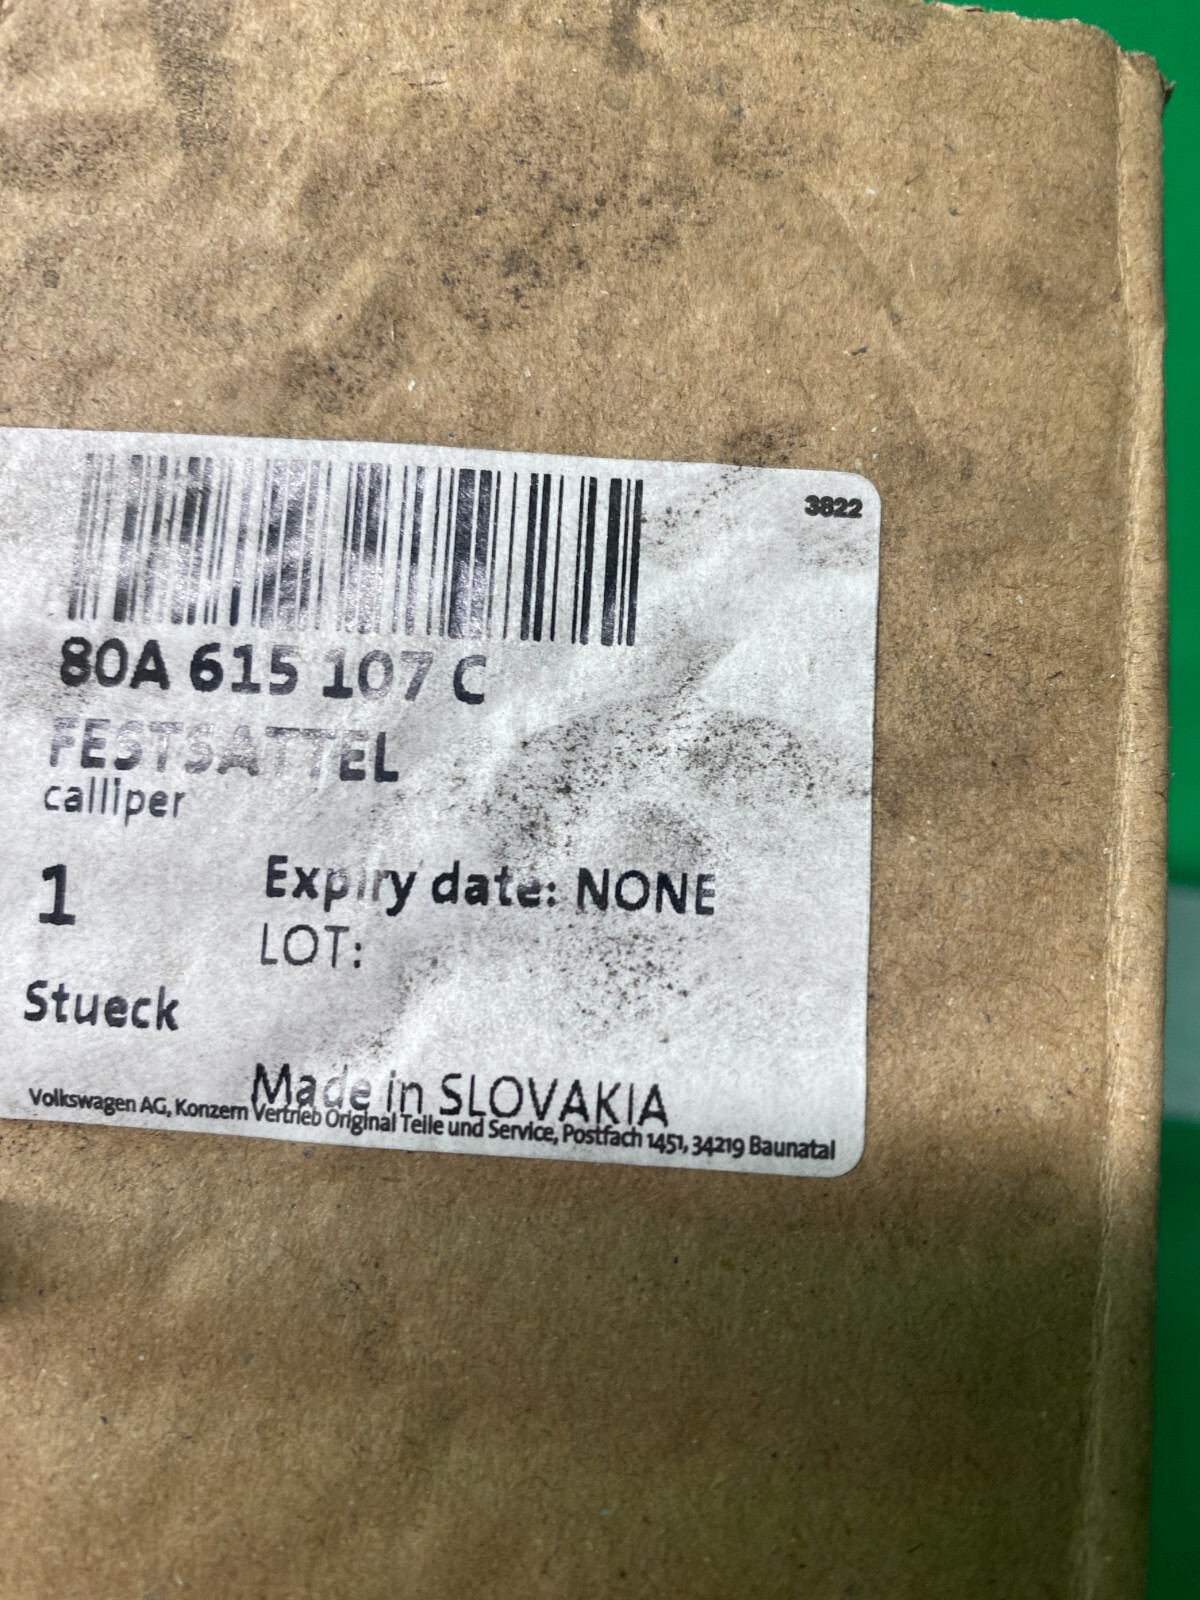 3822
80A 615 107 C
FESTSATTEL
calliper
1
Expiry date: NONE
LOT:
Stueck
Made in SLOVAKIA
Volkswagen AG, Konzern Vertrieb Original Teile und Service, Postfach 1451, 34219 Baunatal